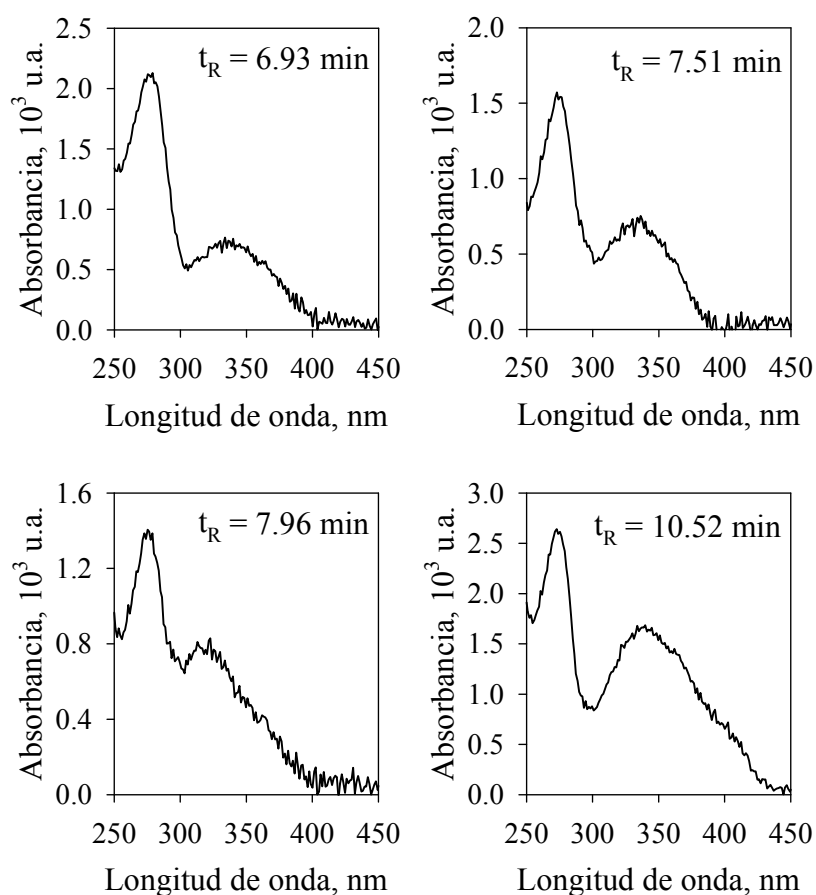 t_R = 6.93 min
Absorbancia, 10³ u.a.
2.5
2.0
1.5
1.0
0.5
0.0
250 300 350 400 450
Longitud de onda, nm
t_R = 7.51 min
Absorbancia, 10³ u.a.
2.0
1.5
1.0
0.5
0.0
250 300 350 400 450
Longitud de onda, nm
t_R = 7.96 min
Absorbancia, 10³ u.a.
1.6
1.2
0.8
0.4
0.0
250 300 350 400 450
Longitud de onda, nm
t_R = 10.52 min
Absorbancia, 10³ u.a.
3.0
2.5
2.0
1.5
1.0
0.5
0.0
250 300 350 400 450
Longitud de onda, nm